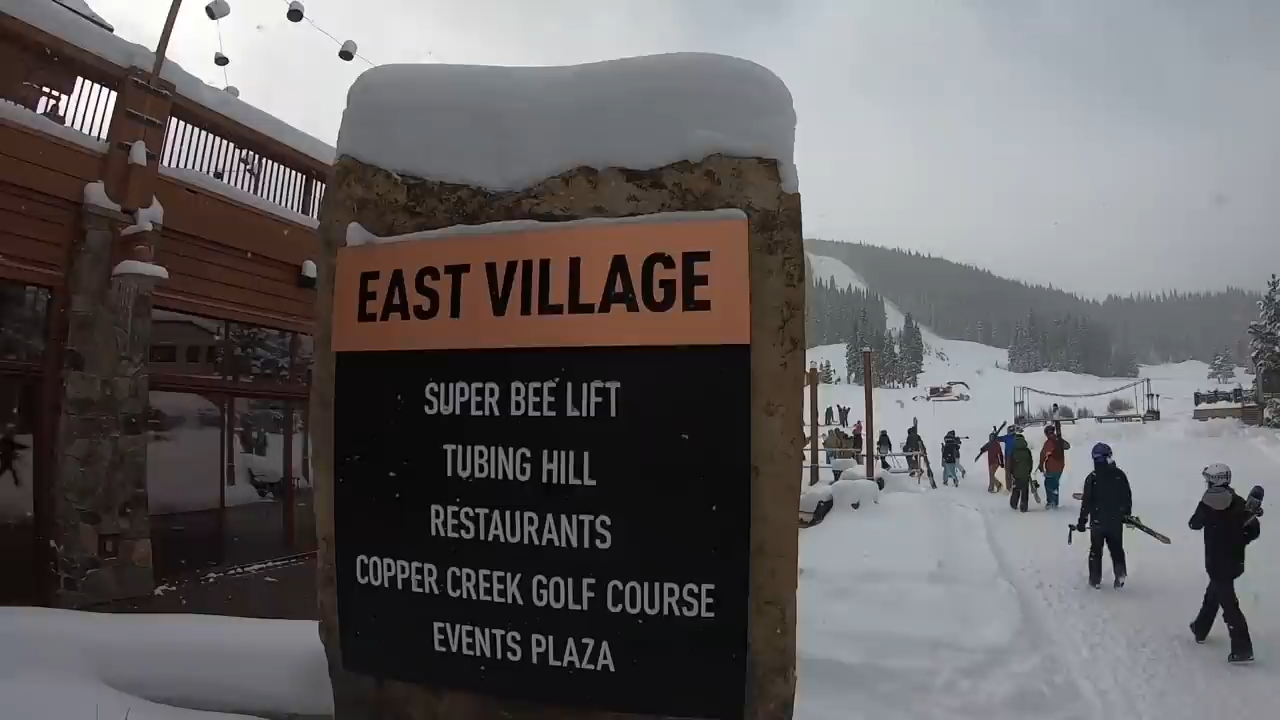 EAST VILLAGE
SUPER BEE LIFT
TUBING HILL
RESTAURANTS
COPPER CREEK GOLF COURSE
EVENTS PLAZA